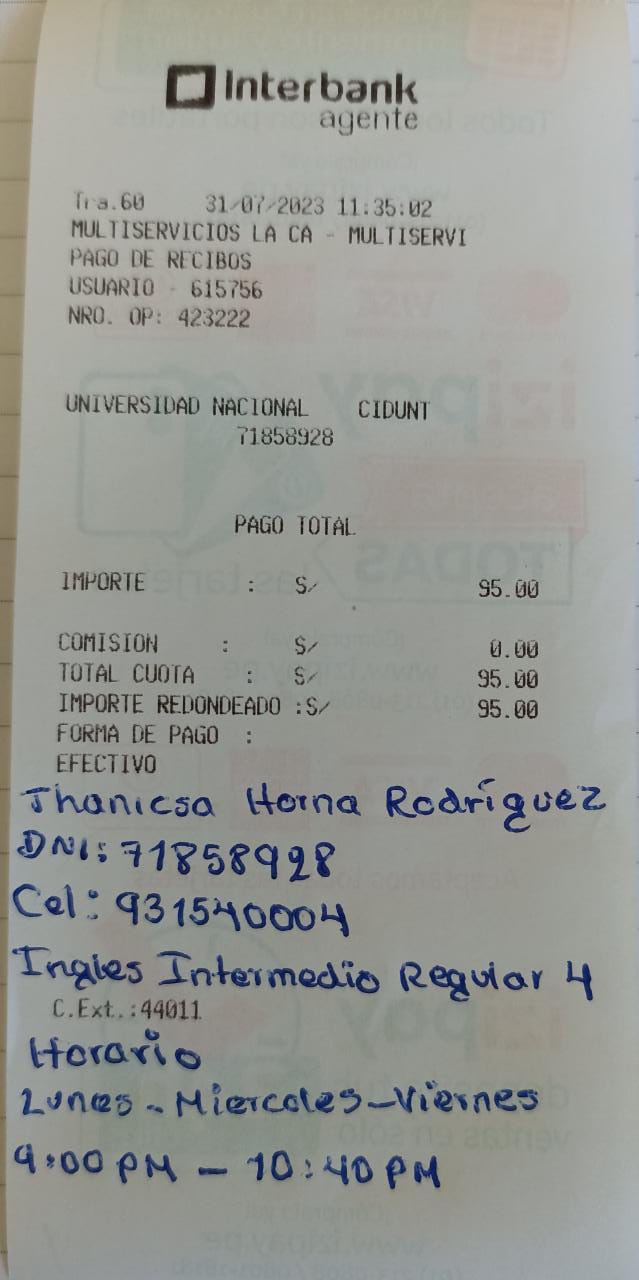 Interbank
agente
Tra.60 31/07/2023 11:35:02
MULTISERVICIOS LA CA - MULTISERVI
PAGO DE RECIBOS
USUARIO - 615756
NRO. OP: 423222
UNIVERSIDAD NACIONAL CIDUNT
71858928
PAGO TOTAL
IMPORTE : S/ 95.00
COMISION : S/ 0.00
TOTAL CUOTA : S/ 95.00
IMPORTE REDONDEADO :S/ 95.00
FORMA DE PAGO :
EFECTIVO
Jhanicsa Horna Rodríguez
DNI: 71858928
Cel: 931540004
Ingles Intermedio Regular 4
C.Ext.:44011
Horario
Lunes - Miercoles - Viernes
9:00 PM - 10:40 PM